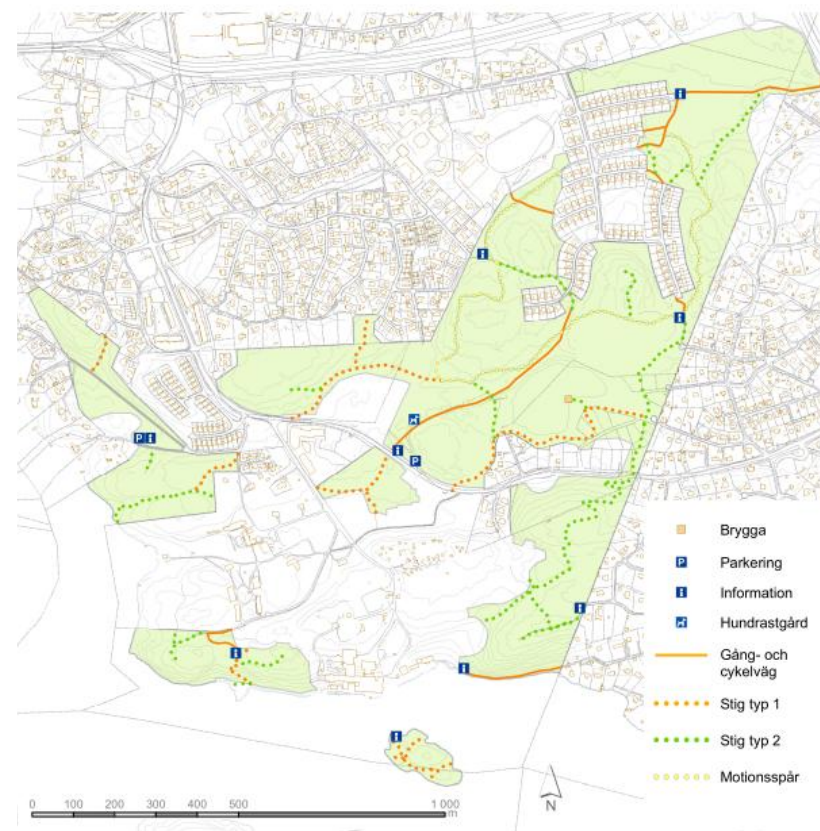 Brygga
P
Parkering
Information
Hundrastgård
Gång- och
cykelväg
Stig typ 1
Stig typ 2
Motionsspår
N
0 100 200 300 400 500 1 000
m
P
P